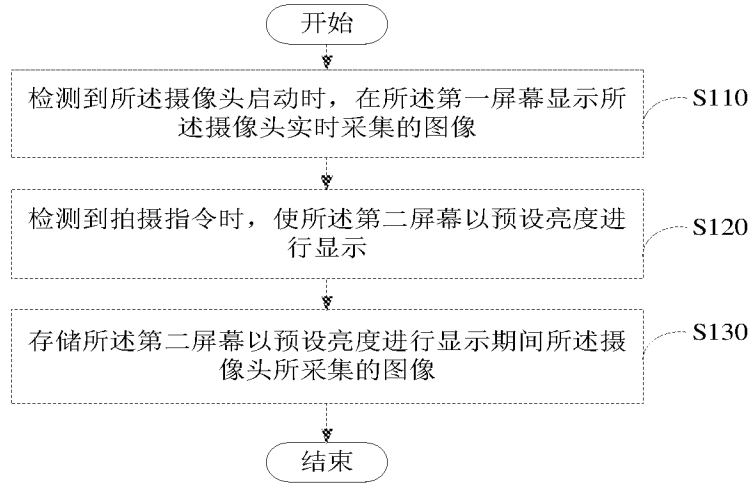 开始
检测到所述摄像头启动时，在所述第一屏幕显示所
述摄像头实时采集的图像
S110
检测到拍摄指令时，使所述第二屏幕以预设亮度进
行显示
S120
存储所述第二屏幕以预设亮度进行显示期间所述摄
像头所采集的图像
S130
结束